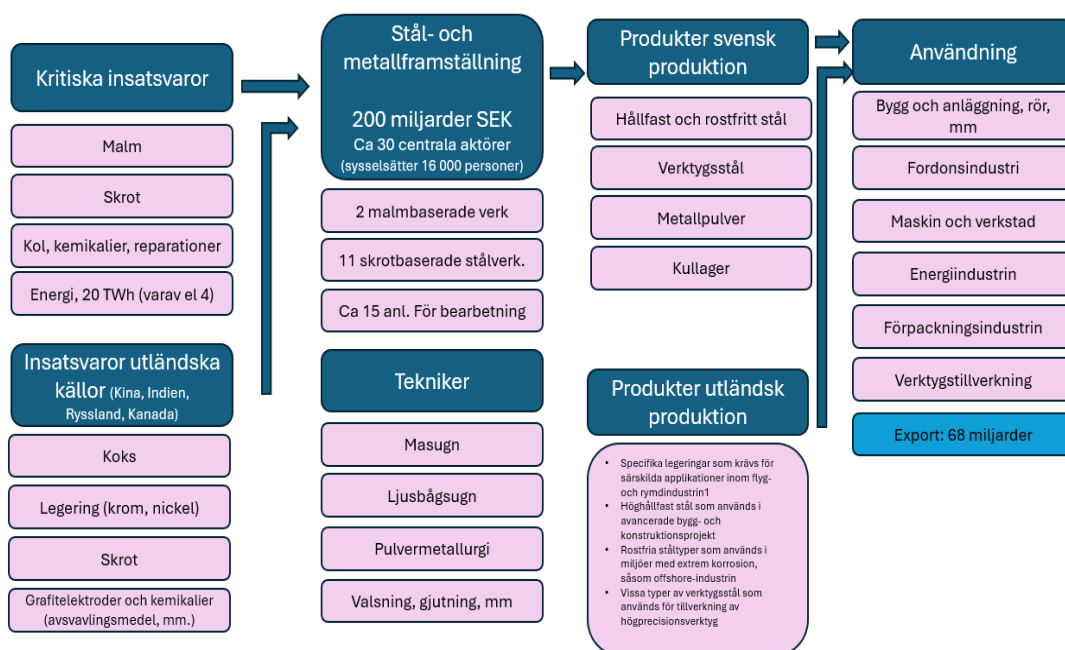 Kritiska insatsvaror
Malm
Skrot
Kol, kemikalier, reparationer
Energi, 20 TWh (varav el 4)
Insatsvaror utländska
källor (Kina, Indien,
Ryssland, Kanada)
Koks
Legering (krom, nickel)
Skrot
Grafitelektroder och kemikalier
(avsvavlingsmedel, mm.)
Stål- och
metallframställning
200 miljarder SEK
Ca 30 centrala aktörer
(sysselsätter 16 000 personer)
2 malmbaserade verk
11 skrotbaserade stålverk.
Ca 15 anl. För bearbetning
Tekniker
Masugn
Ljusbågsugn
Pulvermetallurgi
Valsning, gjutning, mm
Produkter svensk
produktion
Hållfast och rostfritt stål
Verktygsstål
Metallpulver
Kullager
Produkter utländsk
produktion
• Specifika legeringar som krävs för
särskilda applikationer inom flyg-
och rymdindustrin1
• Höghållfast stål som används i
avancerade bygg- och
konstruktionsprojekt
• Rostfria ståltyper som används i
miljöer med extrem korrosion,
såsom offshore-industrin
• Vissa typer av verktygsstål som
används för tillverkning av
högprecisionsverktyg
Användning
Bygg och anläggning, rör,
mm
Fordonsindustri
Maskin och verkstad
Energiindustrin
Förpackningsindustrin
Verktygstillverkning
Export: 68 miljarder